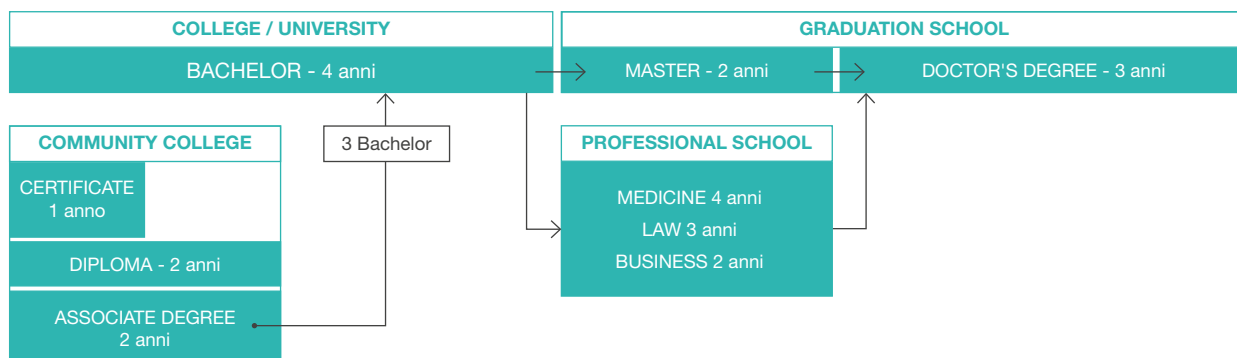 COLLEGE / UNIVERSITY
BACHELOR - 4 anni
GRADUATION SCHOOL
MASTER - 2 anni
DOCTOR'S DEGREE - 3 anni
COMMUNITY COLLEGE
CERTIFICATE
1 anno
DIPLOMA - 2 anni
ASSOCIATE DEGREE
2 anni
3 Bachelor
PROFESSIONAL SCHOOL
MEDICINE 4 anni
LAW 3 anni
BUSINESS 2 anni